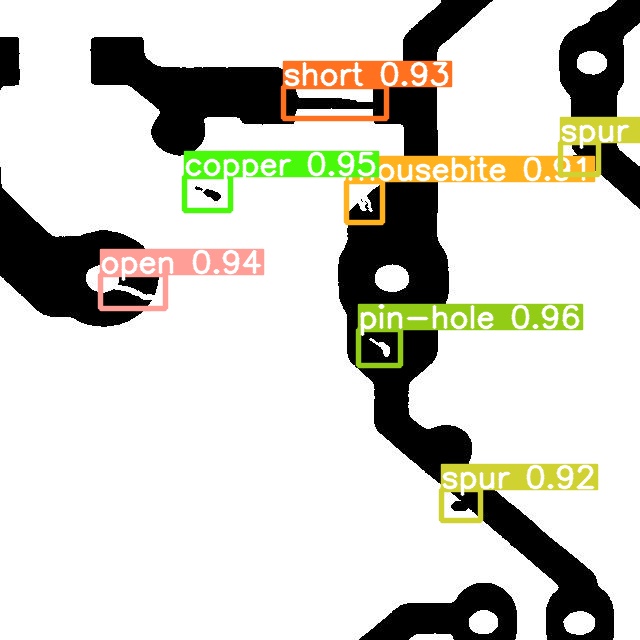 short 0.93
spur
copper 0.95
mousebite 0.91
open 0.94
pin-hole 0.96
spur 0.92